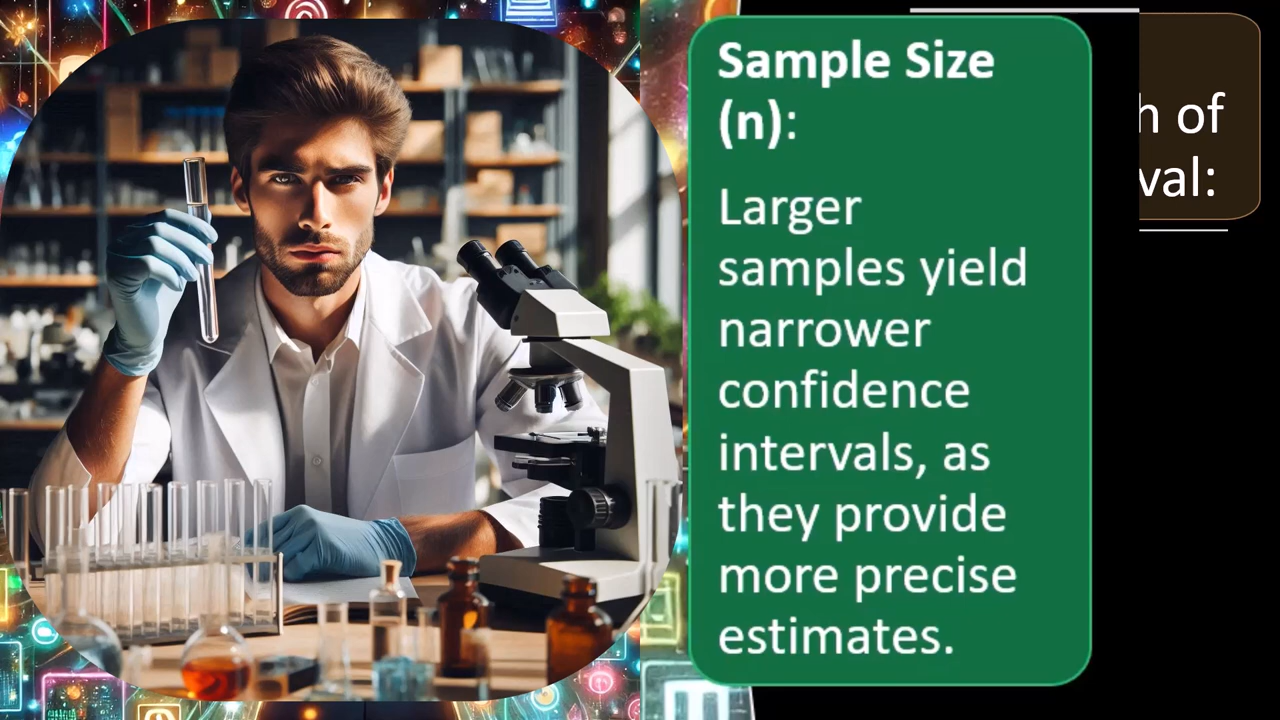 Sample Size
(n):
Larger
samples yield
narrower
confidence
intervals, as
they provide
more precise
estimates.
h of
val: